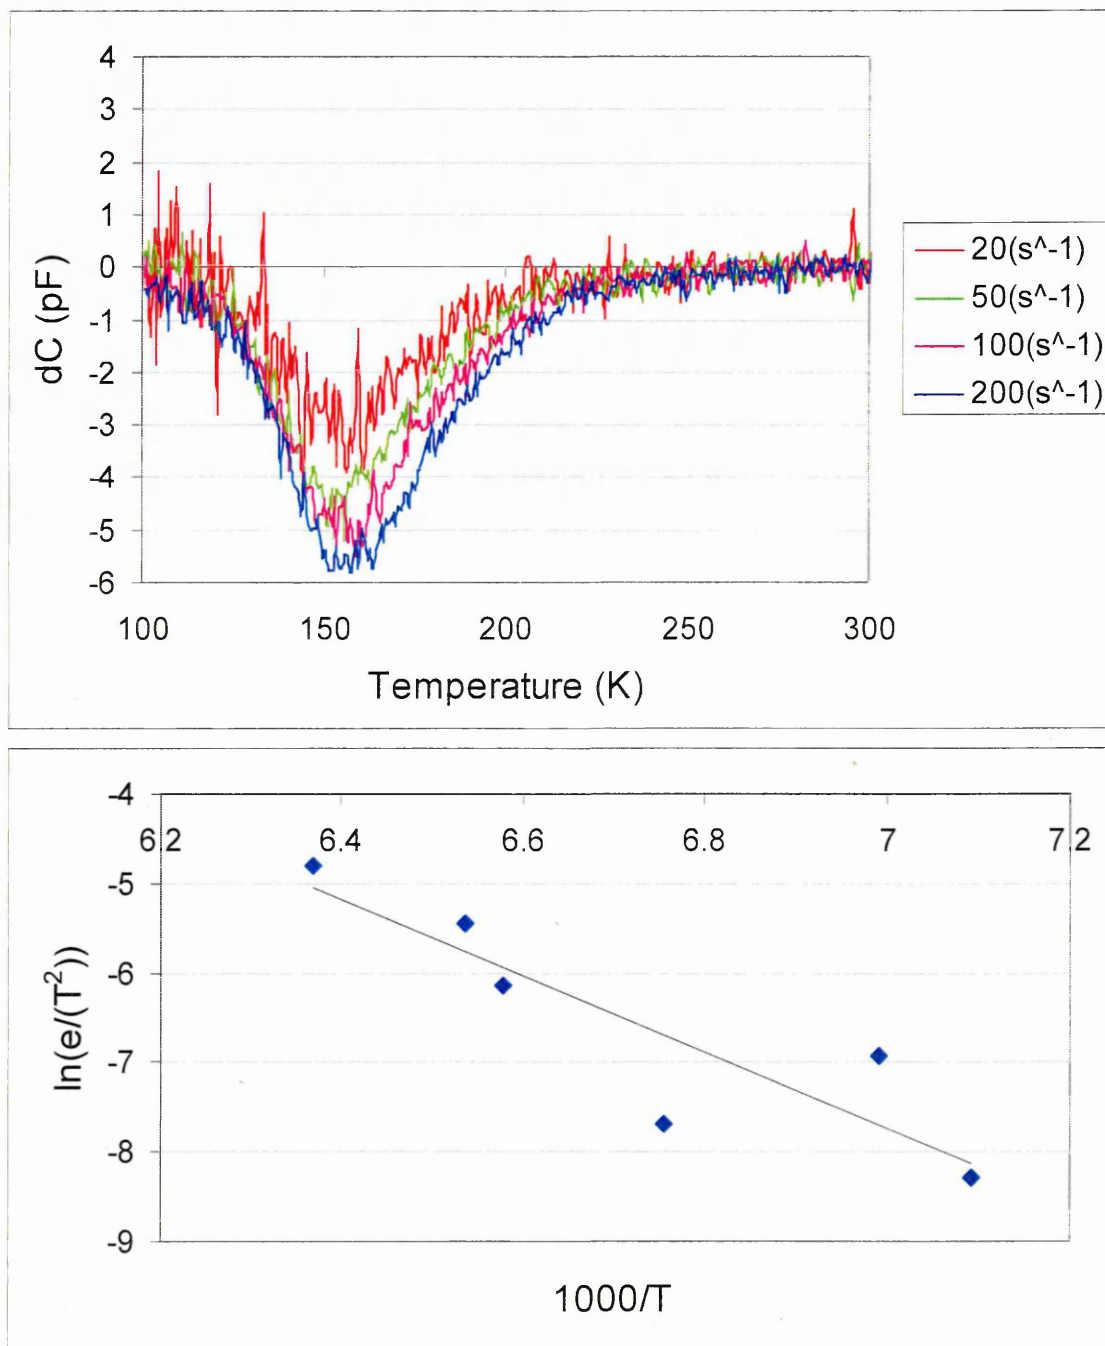 4
3
2
1
0
-1
-2
-3
-4
-5
-6
dC (pF)
100 150 200 250 300
Temperature (K)
20(s^-1)
50(s^-1)
100(s^-1)
200(s^-1)
-4
6.2 6.4 6.6 6.8 7 7.2
-5
-6
-7
-8
-9
ln(e/(T²))
1000/T